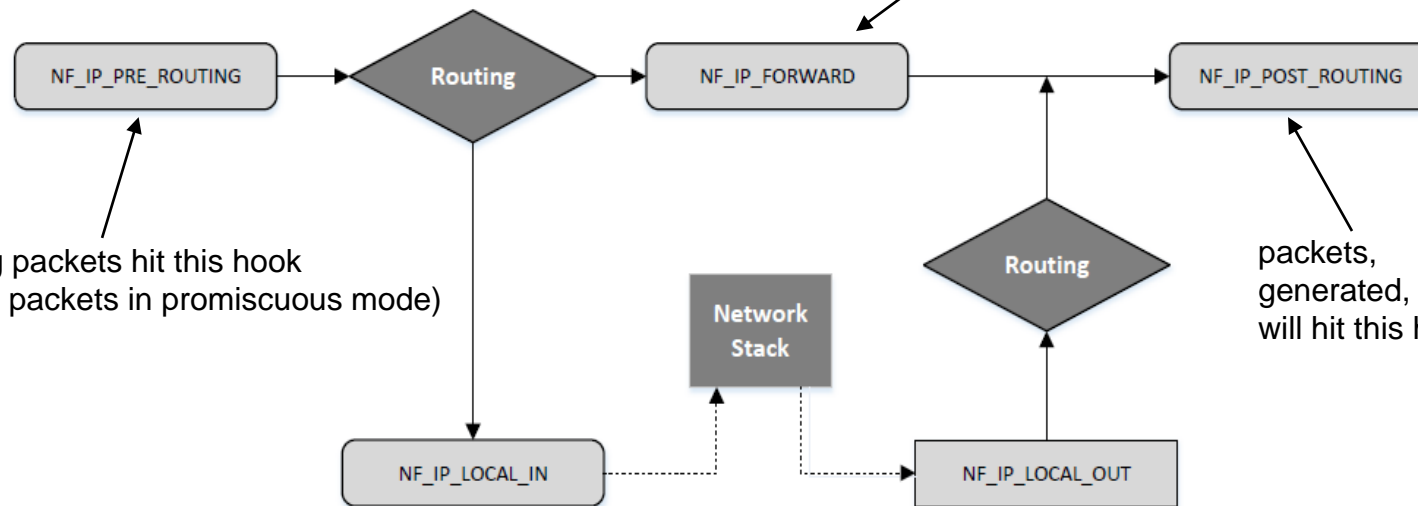 NF_IP_PRE_ROUTING
Routing
NF_IP_FORWARD
NF_IP_POST_ROUTING
packets hit this hook
packets in promiscuous mode)
Routing
packets,
generated,
will hit this
Network
Stack
NF_IP_LOCAL_IN
NF_IP_LOCAL_OUT